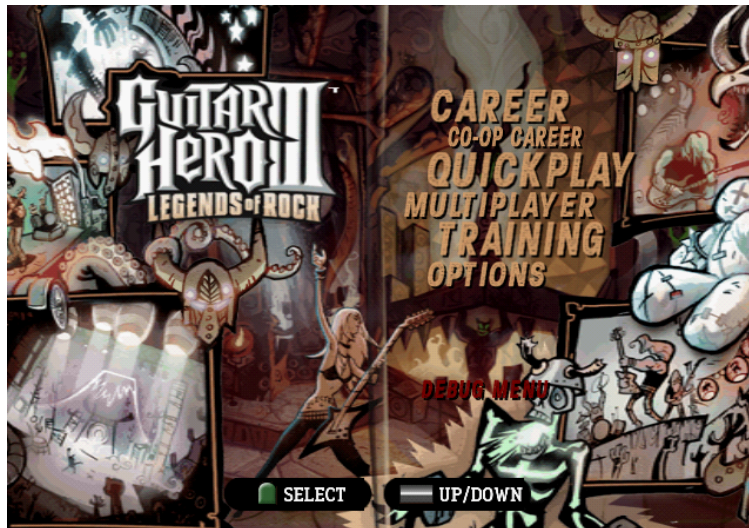 GUITAR
HERO III
LEGENDS OF ROCK
CAREER
CO-OP CAREER
QUICKPLAY
MULTIPLAYER
TRAINING
OPTIONS
DEBUG MENU
SELECT
UP/DOWN